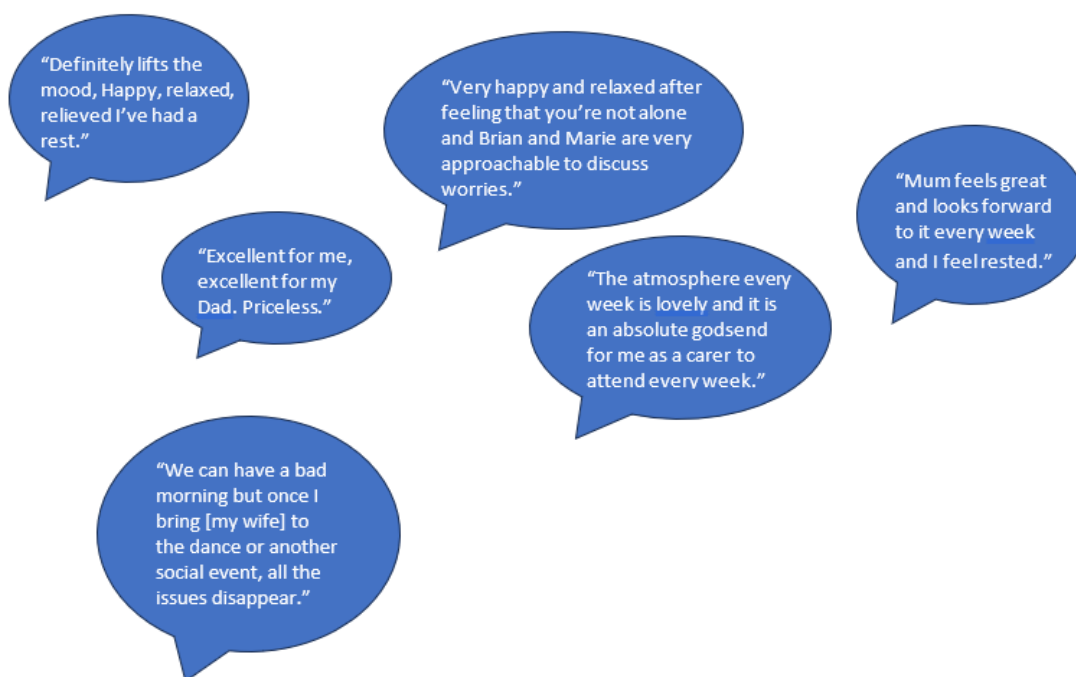 “Definitely lifts the
mood, Happy, relaxed,
relieved I’ve had a
rest.”
“Very happy and relaxed after
feeling that you’re not alone
and Brian and Marie are very
approachable to discuss
worries.”
“Mum feels great
and looks forward
to it every week
and I feel rested.”
“Excellent for me,
excellent for my
Dad. Priceless.”
“The atmosphere every
week is lovely and it is
an absolute godsend
for me as a carer to
attend every week.”
“We can have a bad
morning but once I
bring [my wife] to
the dance or another
social event, all the
issues disappear.”